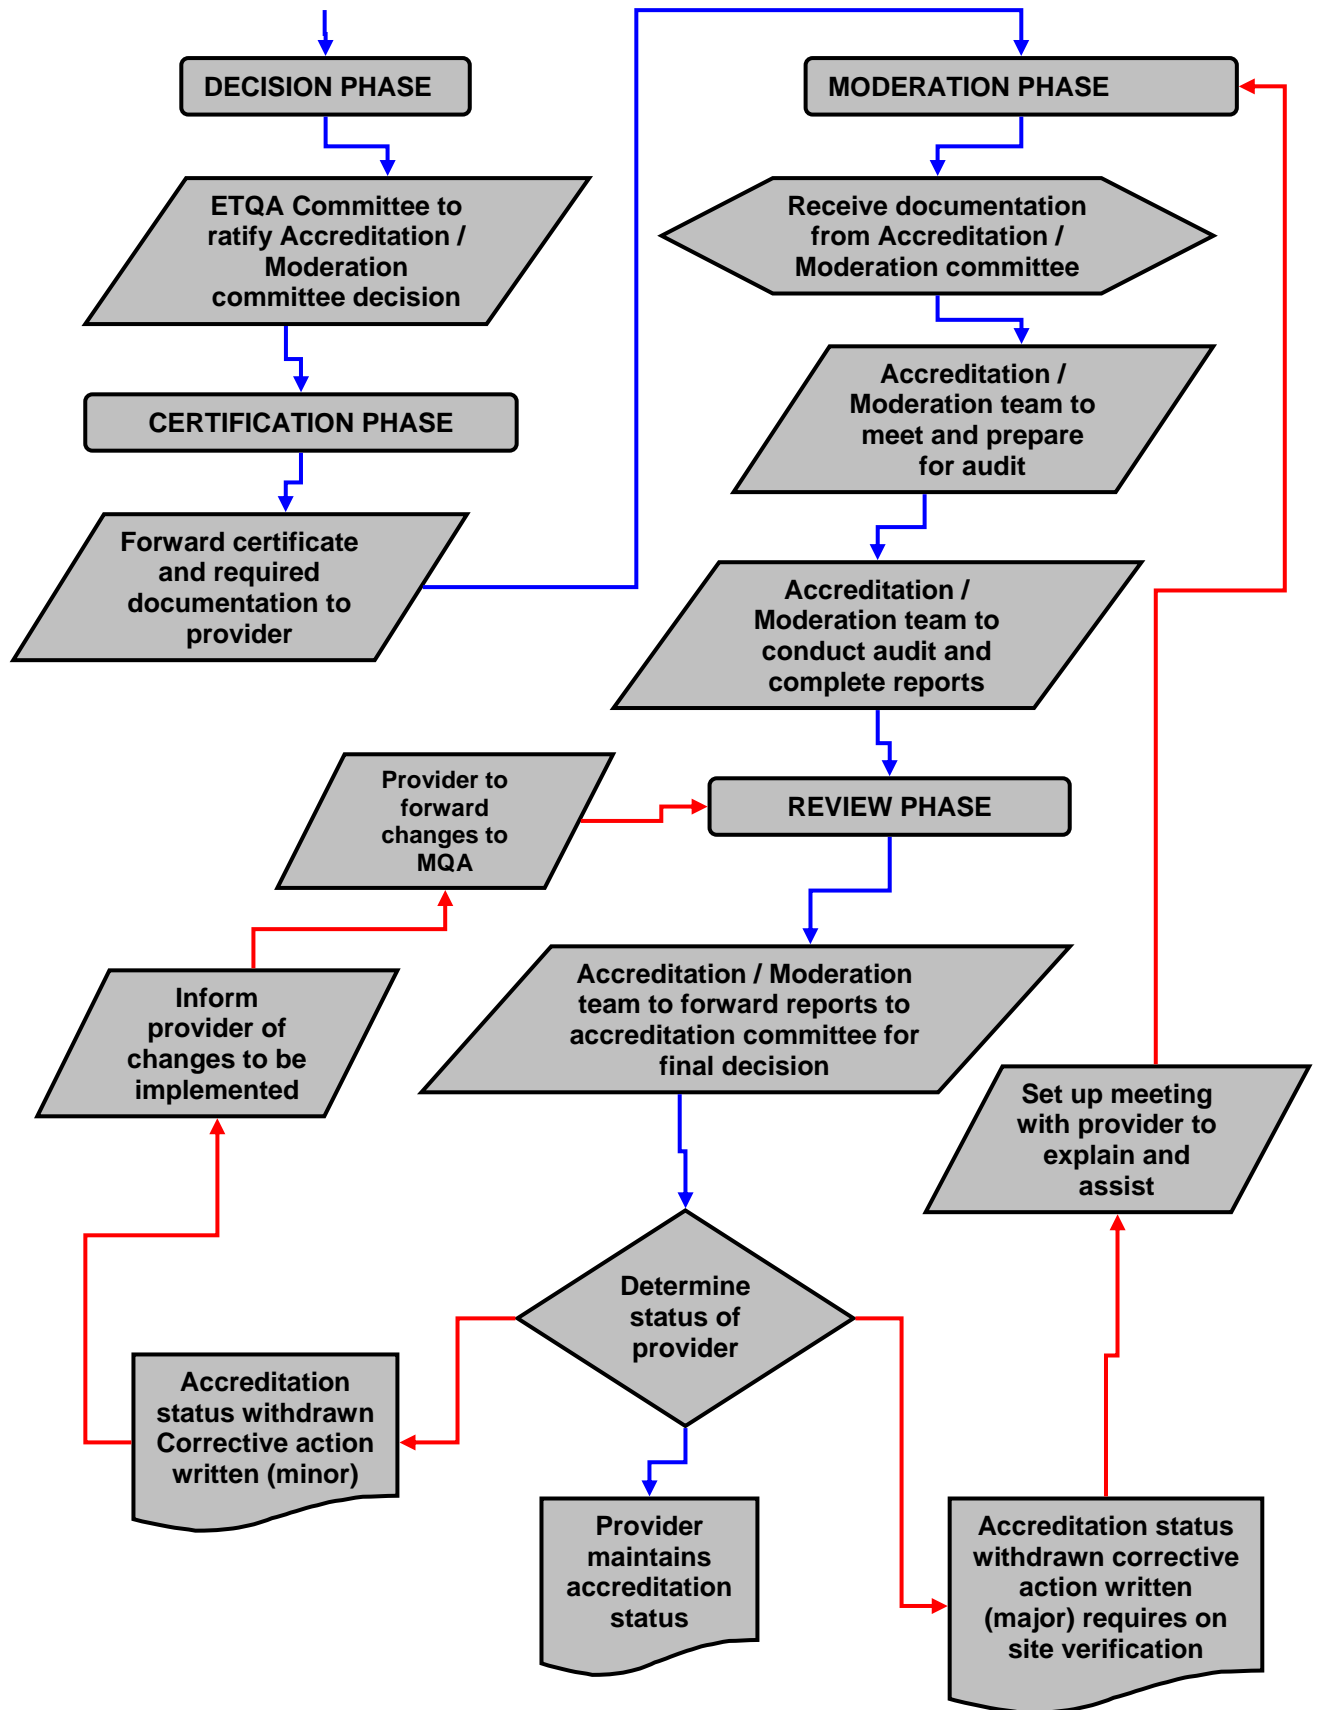 DECISION PHASE
ETQA Committee to
ratify Accreditation /
Moderation
committee decision
CERTIFICATION PHASE
Forward certificate
and required
documentation to
provider
MODERATION PHASE
Receive documentation
from Accreditation /
Moderation committee
Accreditation /
Moderation team to
meet and prepare
for audit
Accreditation /
Moderation team to
conduct audit and
complete reports
Provider to
forward
changes to
MQA
REVIEW PHASE
Inform
provider of
changes to be
implemented
Accreditation / Moderation
team to forward reports to
accreditation committee for
final decision
Set up meeting
with provider to
explain and
assist
Determine
status of
provider
Accreditation
status withdrawn
Corrective action
written (minor)
Provider
maintains
accreditation
status
Accreditation status
withdrawn corrective
action written
(major) requires on
site verification